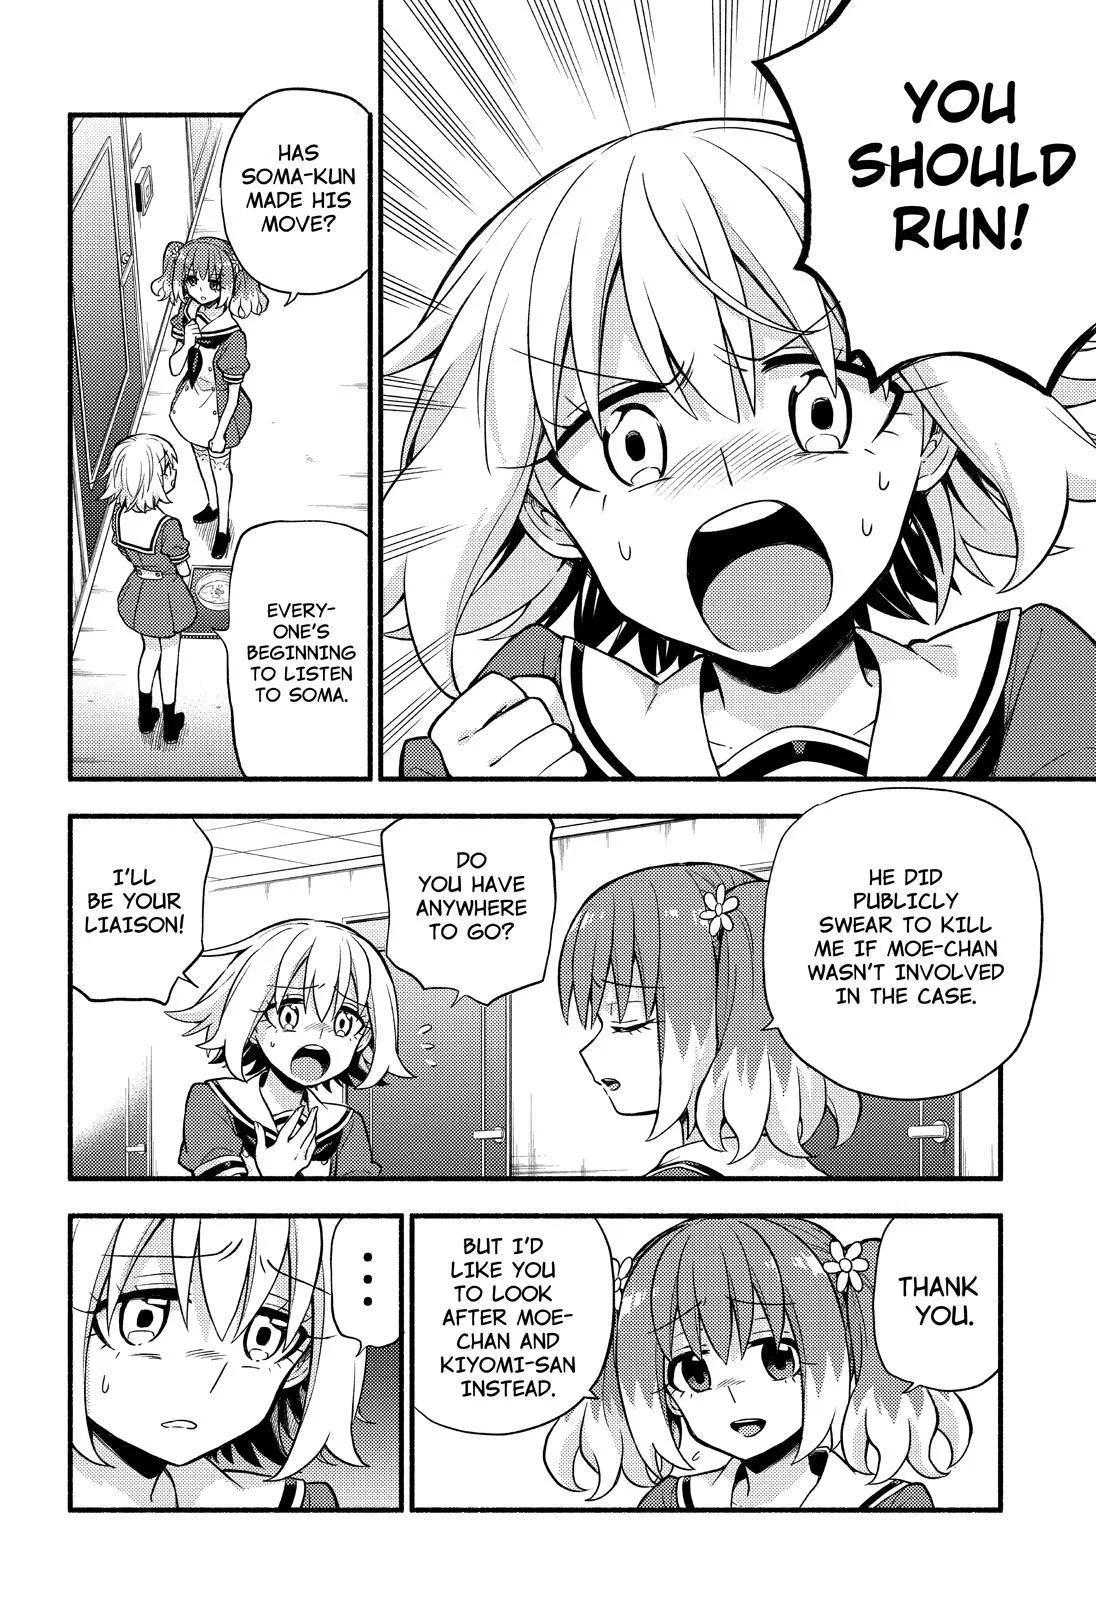 YOU
SHOULD
RUN!
HAS
SOMA-KUN
MADE HIS
MOVE?
EVERY-
ONE'S
BEGINNING
TO LISTEN
TO SOMA.
HE DID
PUBLICLY
SWEAR TO KILL
ME IF MOE-CHAN
WASN'T INVOLVED
IN THE CASE.
DO
YOU HAVE
ANYWHERE
TO GO?
I'LL
BE YOUR
LIAISON!
THANK
YOU.
BUT I'D
LIKE YOU
TO LOOK
AFTER MOE-
CHAN AND
KIYOMI-SAN
INSTEAD.
...